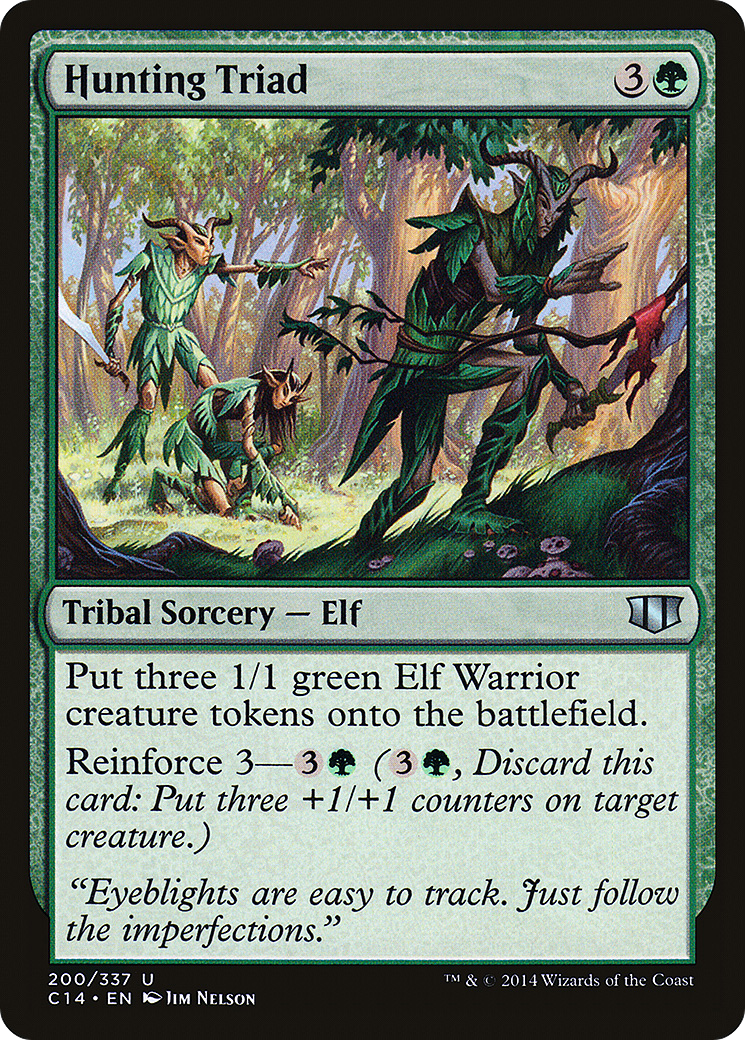 Hunting Triad 3
Tribal Sorcery — Elf
Put three 1/1 green Elf Warrior
creature tokens onto the battlefield.
Reinforce 3—3 (3, Discard this
card: Put three +1/+1 counters on target
creature.)
“Eyeblights are easy to track. Just follow
the imperfections.”
200/337 U
™ & © 2014 Wizards of the Coast
C14 • EN Jim Nelson